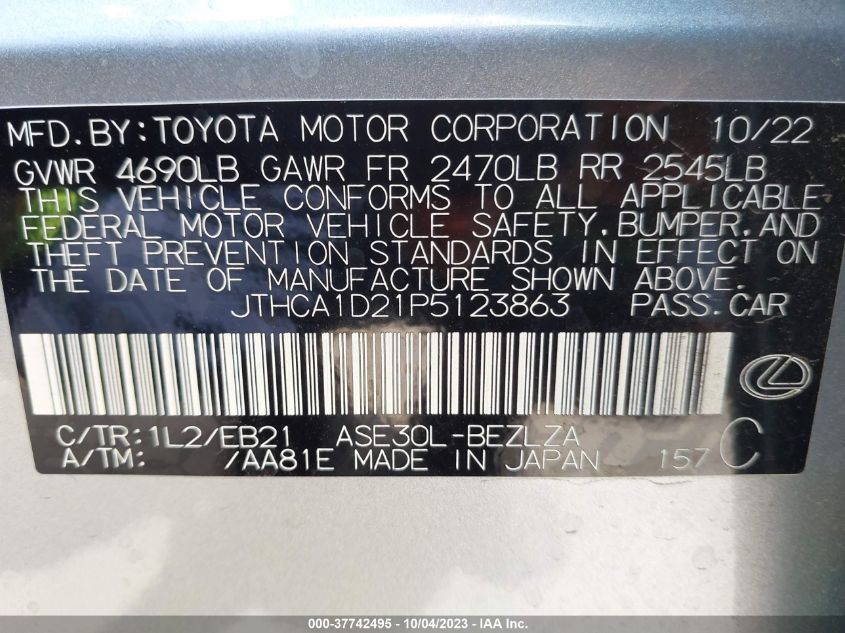 MFD. BY: TOYOTA MOTOR CORPORATION 10/22
GVWR 4690LB GAWR FR 2470LB RR 2545LB
THIS VEHICLE CONFORMS TO ALL APPLICABLE
FEDERAL MOTOR VEHICLE SAFETY, BUMPER, AND
THEFT PREVENTION STANDARDS IN EFFECT ON
THE DATE OF MANUFACTURE SHOWN ABOVE.
JTHCA1D21P5123863 PASS. CAR
C/TR: 1L2/EB21 ASE30L-BEZLZA C
A/TM: /AA81E MADE IN JAPAN 157
000-37742495 - 10/04/2023 - IAA Inc.